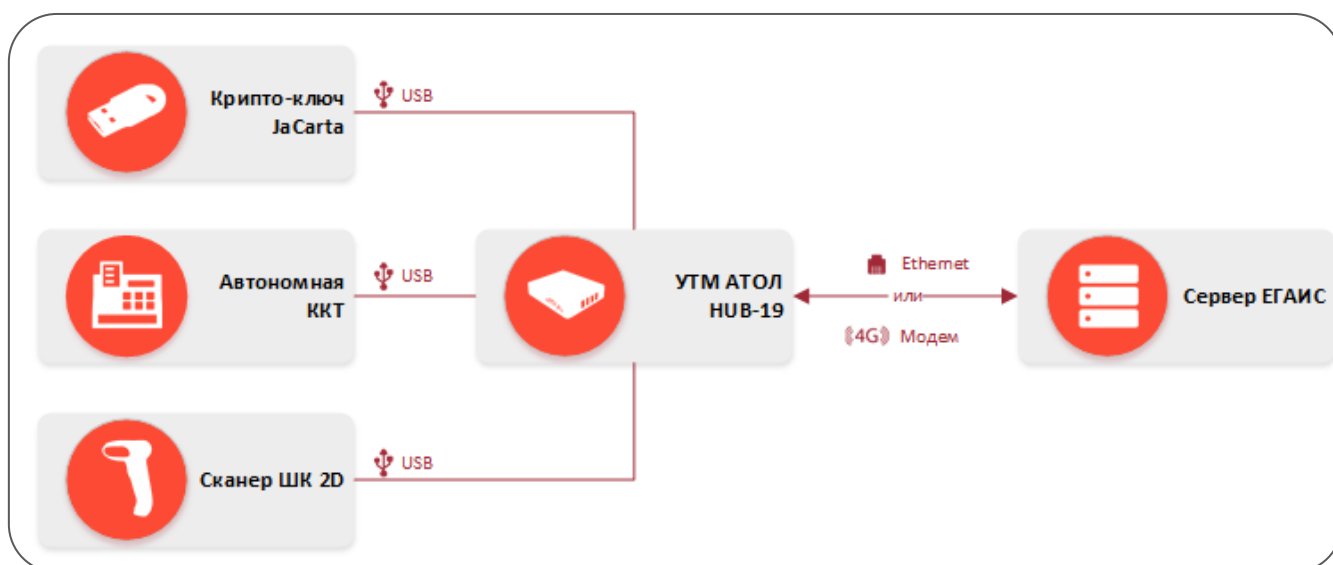 Крипто-ключ
JaCarta
USB
Автономная
ККТ
USB
Сканер ШК 2D
USB
УТМ АТОЛ
HUB-19
Ethernet
или
4G Модем
Сервер ЕГАИС